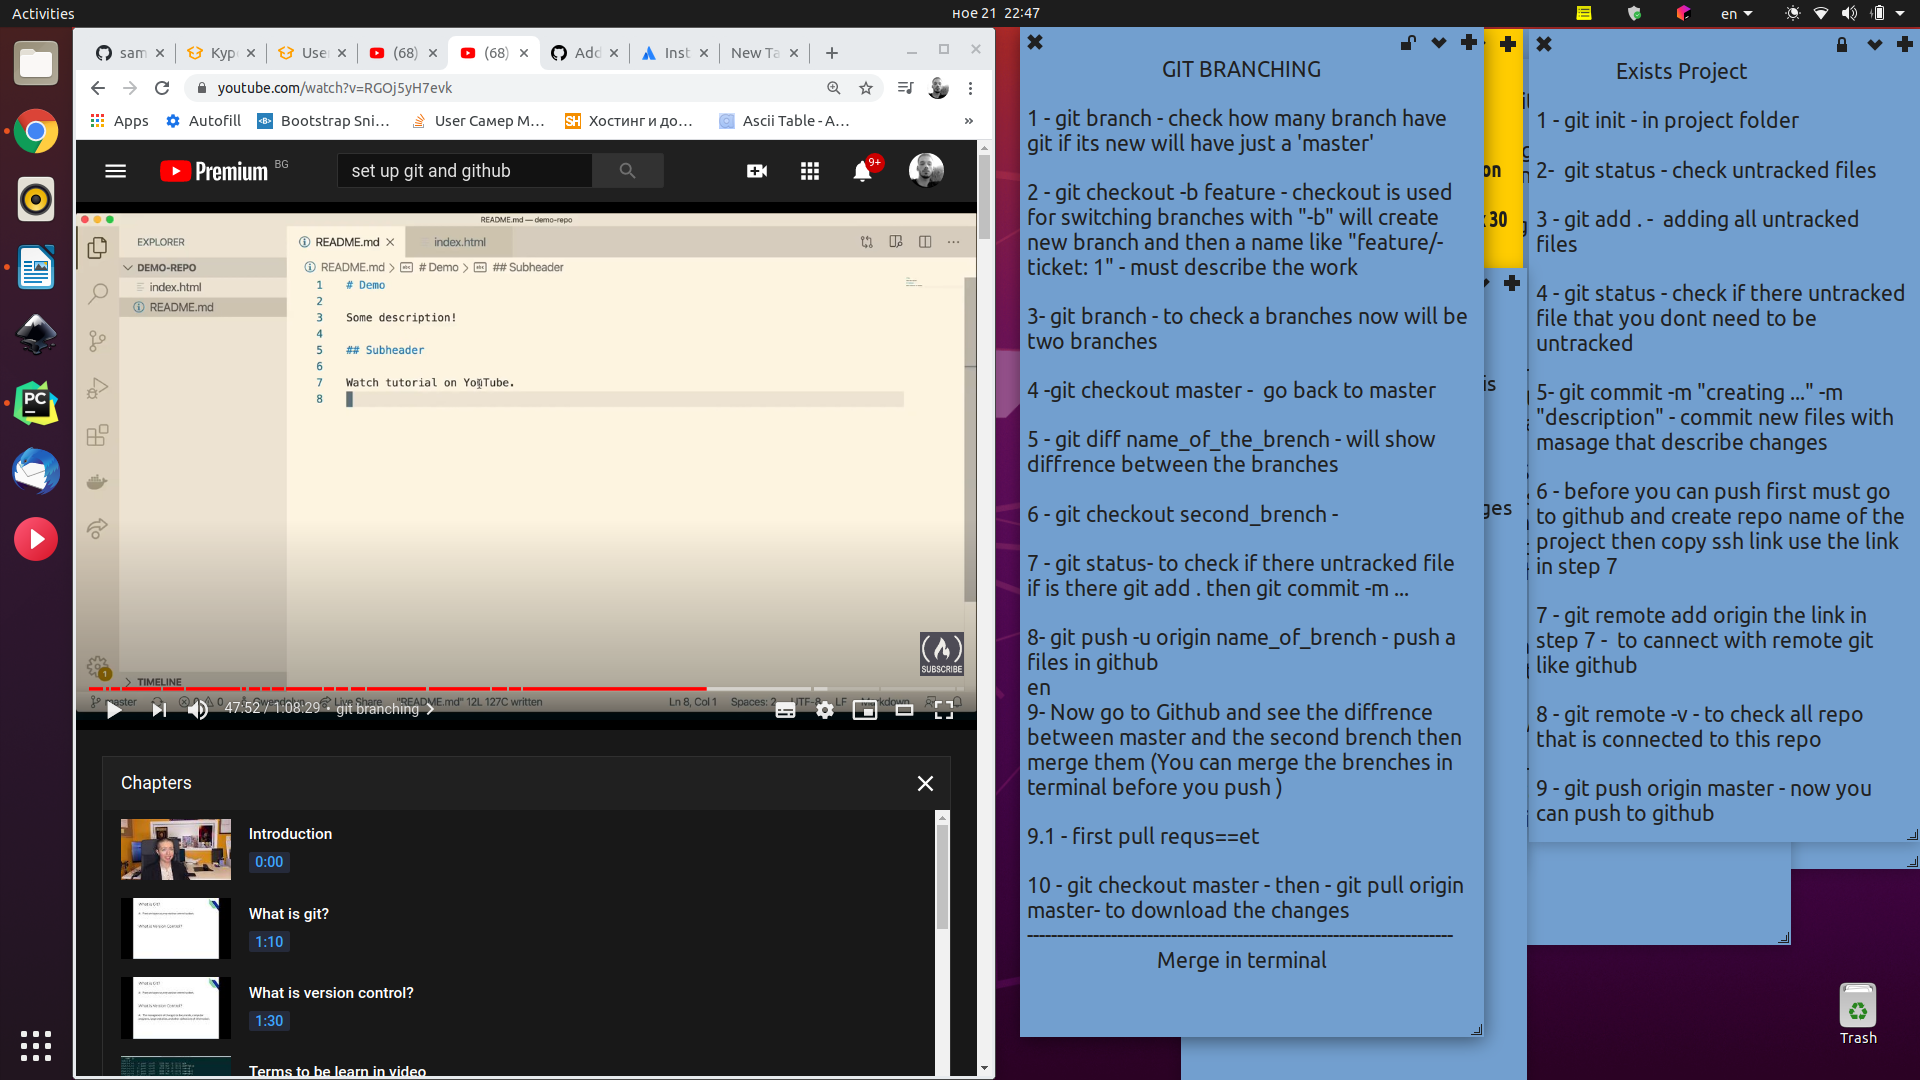 Activities
ное 21 22:47
en
sam
Кур
Use
(68)
(68)
Add
Inst
New Ta
youtube.com/watch?v=RGOj5yH7evk
Apps
Autofill
Bootstrap Sni...
User Самер М...
SH
Хостинг и до...
Ascii Table - A...
»
Premium BG
set up git and github
9+
README.md — demo-repo
EXPLORER
README.md
index.html
DEMO-REPO
README.md > # Demo > ## Subheader
index.html
README.md
1 # Demo
2
3 Some description!
4
5 ## Subheader
6
7 Watch tutorial on YouTube.
8
SUBSCRIBE
1
TIMELINE
master
Live Share
"README.md" 12L 127C written
Ln 8, Col 1
Spaces: 2
UTF-8
LF
Markdown
47:52 / 1:08:29 • git branching >
Chapters
Introduction
0:00
What is git?
1:10
What is version control?
1:30
Terms to be learn in video
PC
GIT BRANCHING
1 - git branch - check how many branch have
git if its new will have just a 'master'
2 - git checkout -b feature - checkout is used
for switching branches with "-b" will create
new branch and then a name like "feature/-
ticket: 1" - must describe the work
3- git branch - to check a branches now will be
two branches
4 -git checkout master -  go back to master
5 - git diff name_of_the_brench - will show
diffrence between the branches
6 - git checkout second_brench -
7 - git status- to check if there untracked file
if is there git add . then git commit -m ...
8- git push -u origin name_of_brench - push a
files in github
en
9- Now go to Github and see the diffrence
between master and the second brench then
merge them (You can merge the brenches in
terminal before you push )
9.1 - first pull requs==et
10 - git checkout master - then - git pull origin
master- to download the changes
-----------------------------------------------------------------------
Merge in terminal
on
30
is
ges
Exists Project
1 - git init - in project folder
2-  git status - check untracked files
3 - git add . -  adding all untracked
files
4 - git status - check if there untracked
file that you dont need to be
untracked
5- git commit -m "creating ..." -m
"description" - commit new files with
masage that describe changes
6 - before you can push first must go
to github and create repo name of the
project then copy ssh link use the link
in step 7
7 - git remote add origin the link in
step 7 -  to cannect with remote git
like github
8 - git remote -v - to check all repo
that is connected to this repo
9 - git push origin master - now you
can push to github
Trash